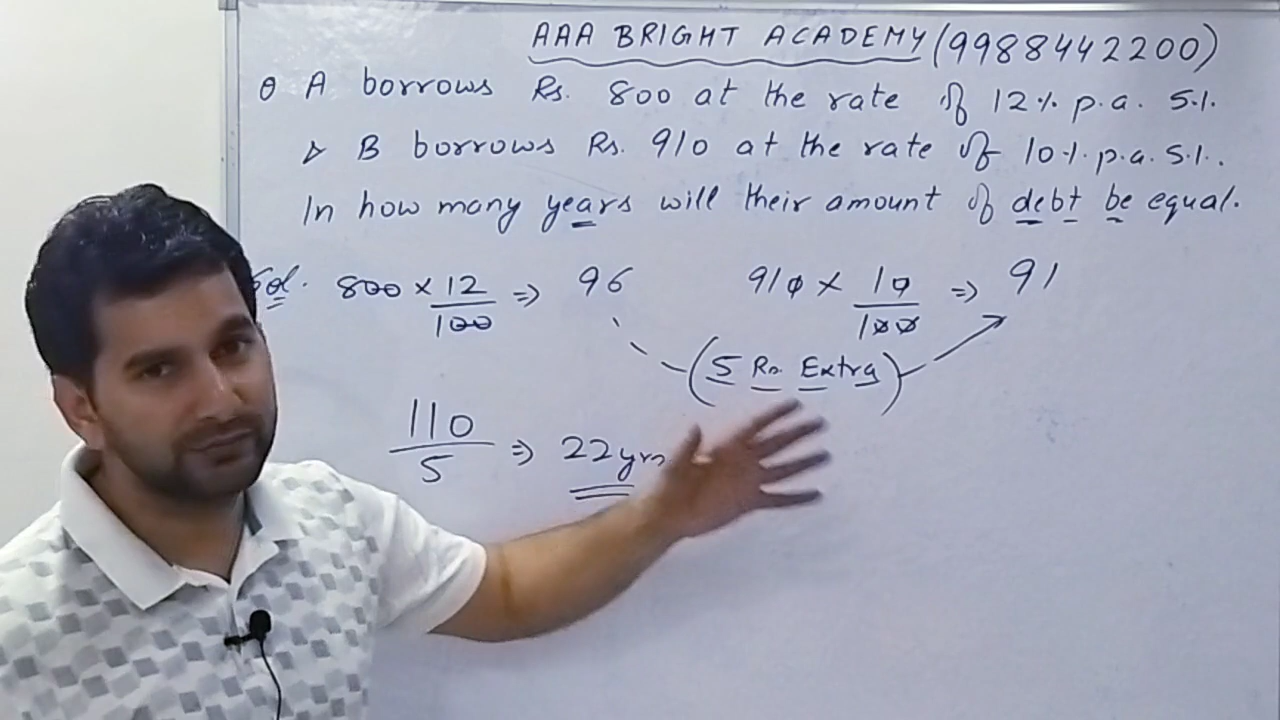 AAA BRIGHT ACADEMY (9988442200)
Q A borrows Rs. 800 at the rate of 12% p.a. S.I.
& B borrows Rs. 910 at the rate of 10% p.a. S.I.
In how many years will their amount of debt be equal.
Sol. 800 × 12/100 ⇒ 96 910 × 10/100 ⇒ 91
(5 Rs. Extra)
110/5 ⇒ 22 yrs